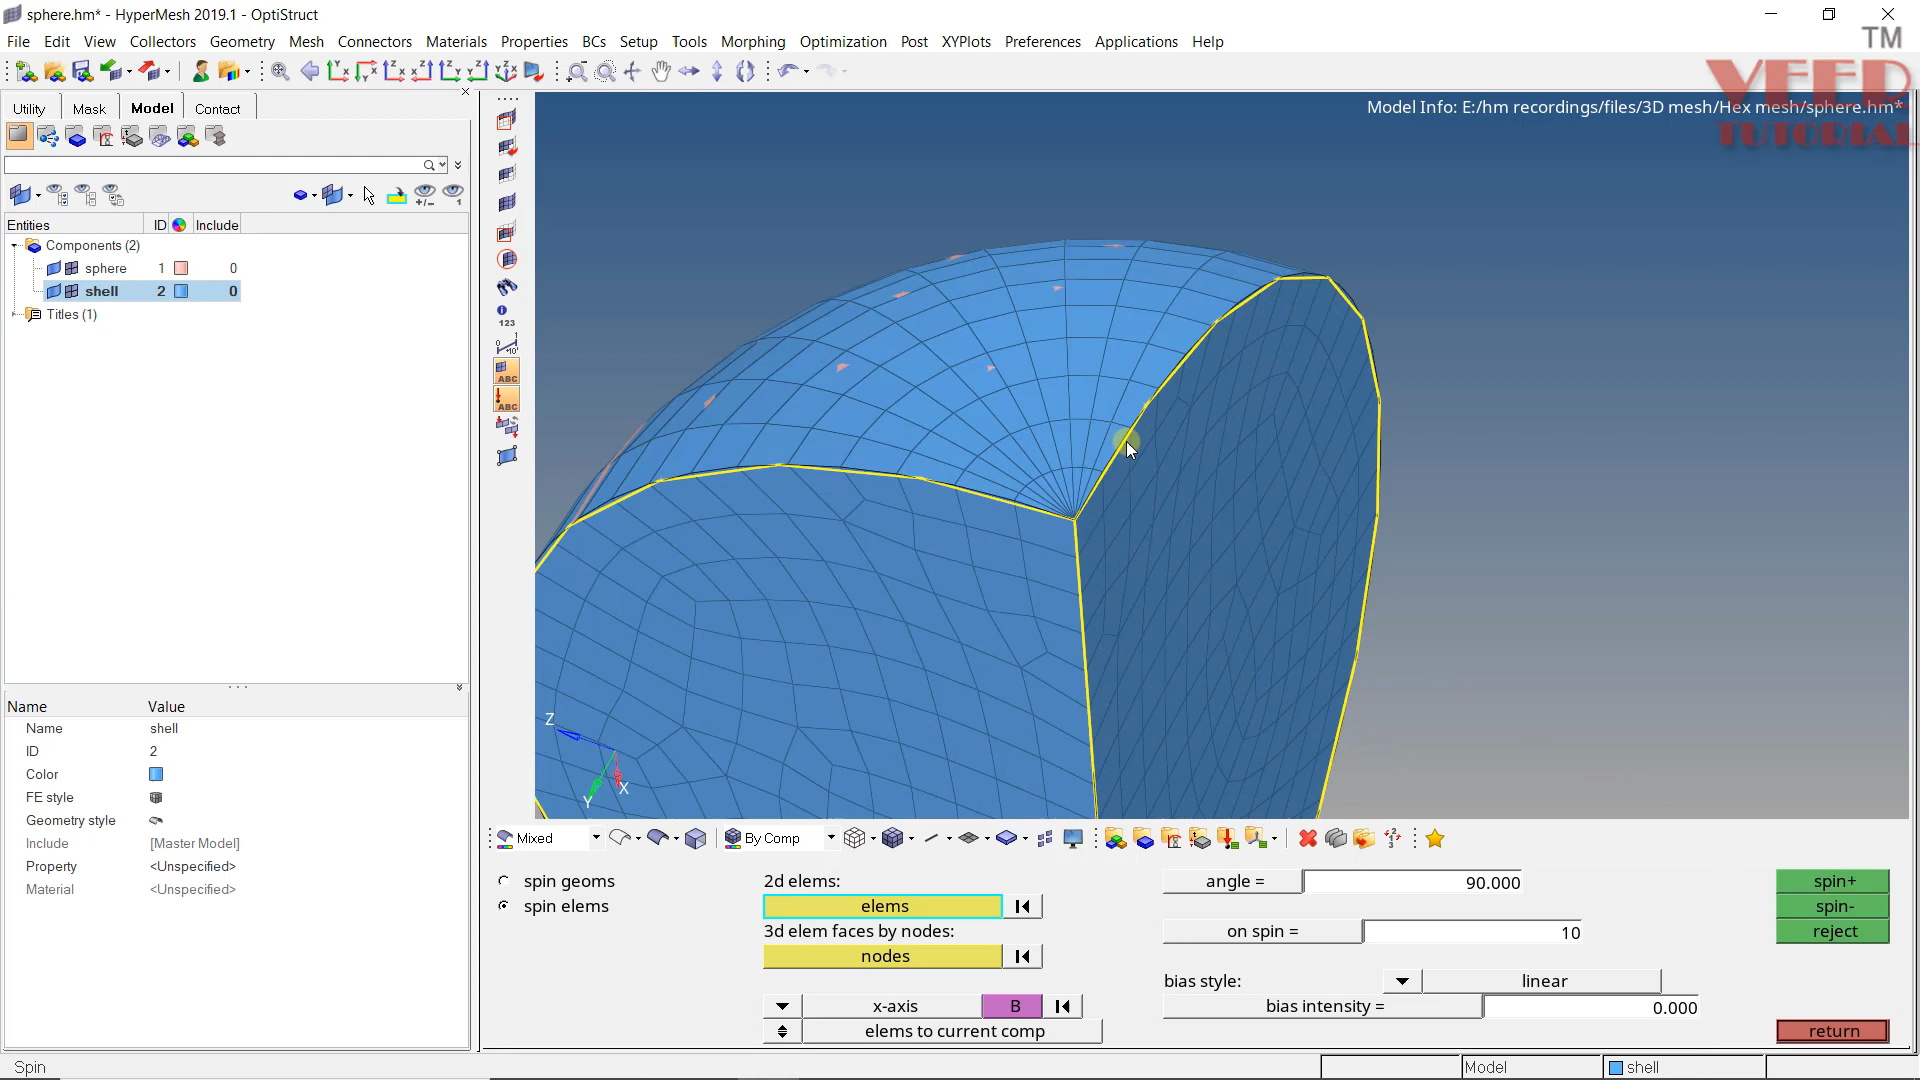 sphere.hm* - HyperMesh 2019.1 - OptiStruct
TM
File Edit View Collectors Geometry Mesh Connectors Materials Properties BCs Setup Tools Morphing Optimization Post XYPlots Preferences Applications Help
VEER
TUTORIAL
Utility Mask Model Contact
Model Info: E:/hm recordings/files/3D mesh/Hex mesh/sphere.hm*
Entities ID Include
Components (2)
sphere 1 0
shell 2 0
Titles (1)
123
ABC
ABC
Name Value
Name shell
ID 2
Color
FE style
Geometry style
Include [Master Model]
Property <Unspecified>
Material <Unspecified>
Z
Y
X
Mixed By Comp
spin geoms
spin elems
2d elems:
elems
3d elem faces by nodes:
nodes
x-axis B
elems to current comp
angle = 90.000
on spin = 10
bias style: linear
bias intensity = 0.000
spin+
spin-
reject
return
Spin
Model
shell